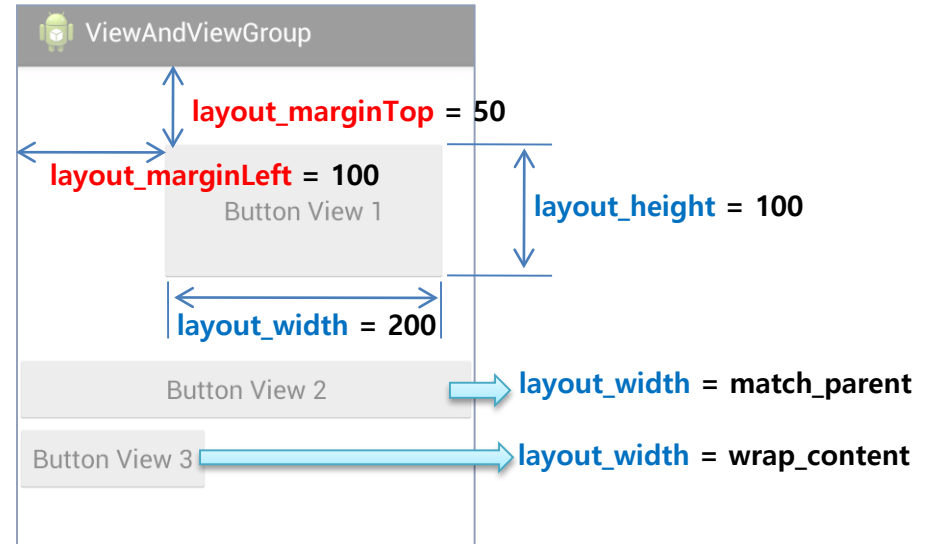 ViewAndViewGroup
layout_marginTop = 50
layout_marginLeft = 100
Button View 1
layout_height = 100
layout_width = 200
Button View 2
layout_width = match_parent
Button View 3
layout_width = wrap_content